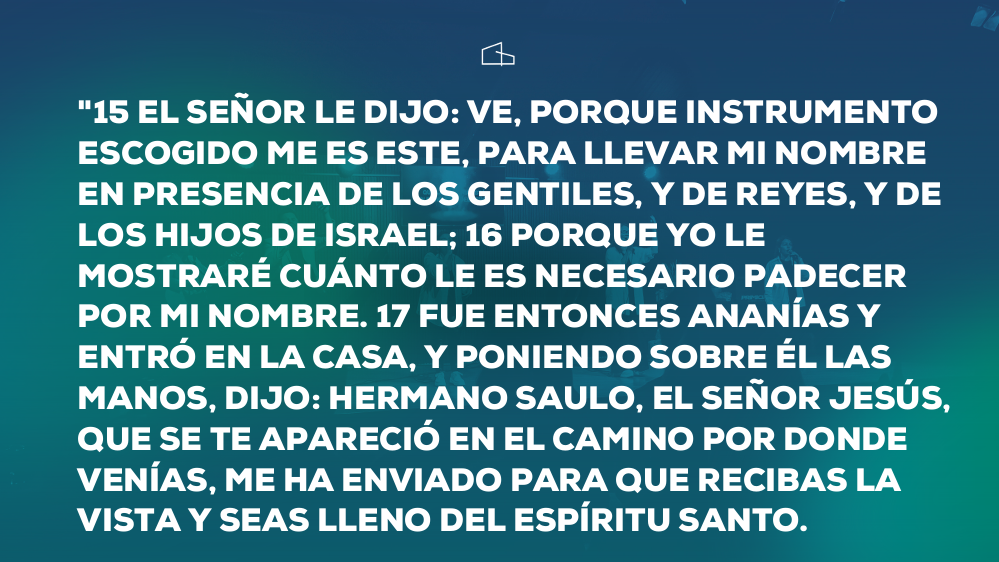 "15 EL SEÑOR LE DIJO: VE, PORQUE INSTRUMENTO
ESCOGIDO ME ES ESTE, PARA LLEVAR MI NOMBRE
EN PRESENCIA DE LOS GENTILES, Y DE REYES, Y DE
LOS HIJOS DE ISRAEL; 16 PORQUE YO LE
MOSTRARÉ CUÁNTO LE ES NECESARIO PADECER
POR MI NOMBRE. 17 FUE ENTONCES ANANÍAS Y
ENTRÓ EN LA CASA, Y PONIENDO SOBRE ÉL LAS
MANOS, DIJO: HERMANO SAULO, EL SEÑOR JESÚS,
QUE SE TE APARECIÓ EN EL CAMINO POR DONDE
VENÍAS, ME HA ENVIADO PARA QUE RECIBAS LA
VISTA Y SEAS LLENO DEL ESPÍRITU SANTO.